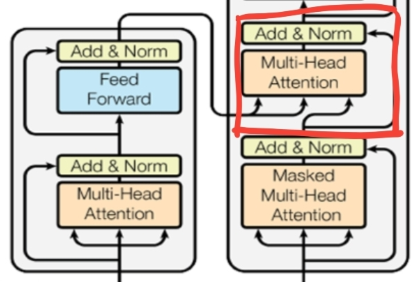 Add & Norm
Feed
Forward
Add & Norm
Multi-Head
Attention
Add & Norm
Multi-Head
Attention
Add & Norm
Masked
Multi-Head
Attention